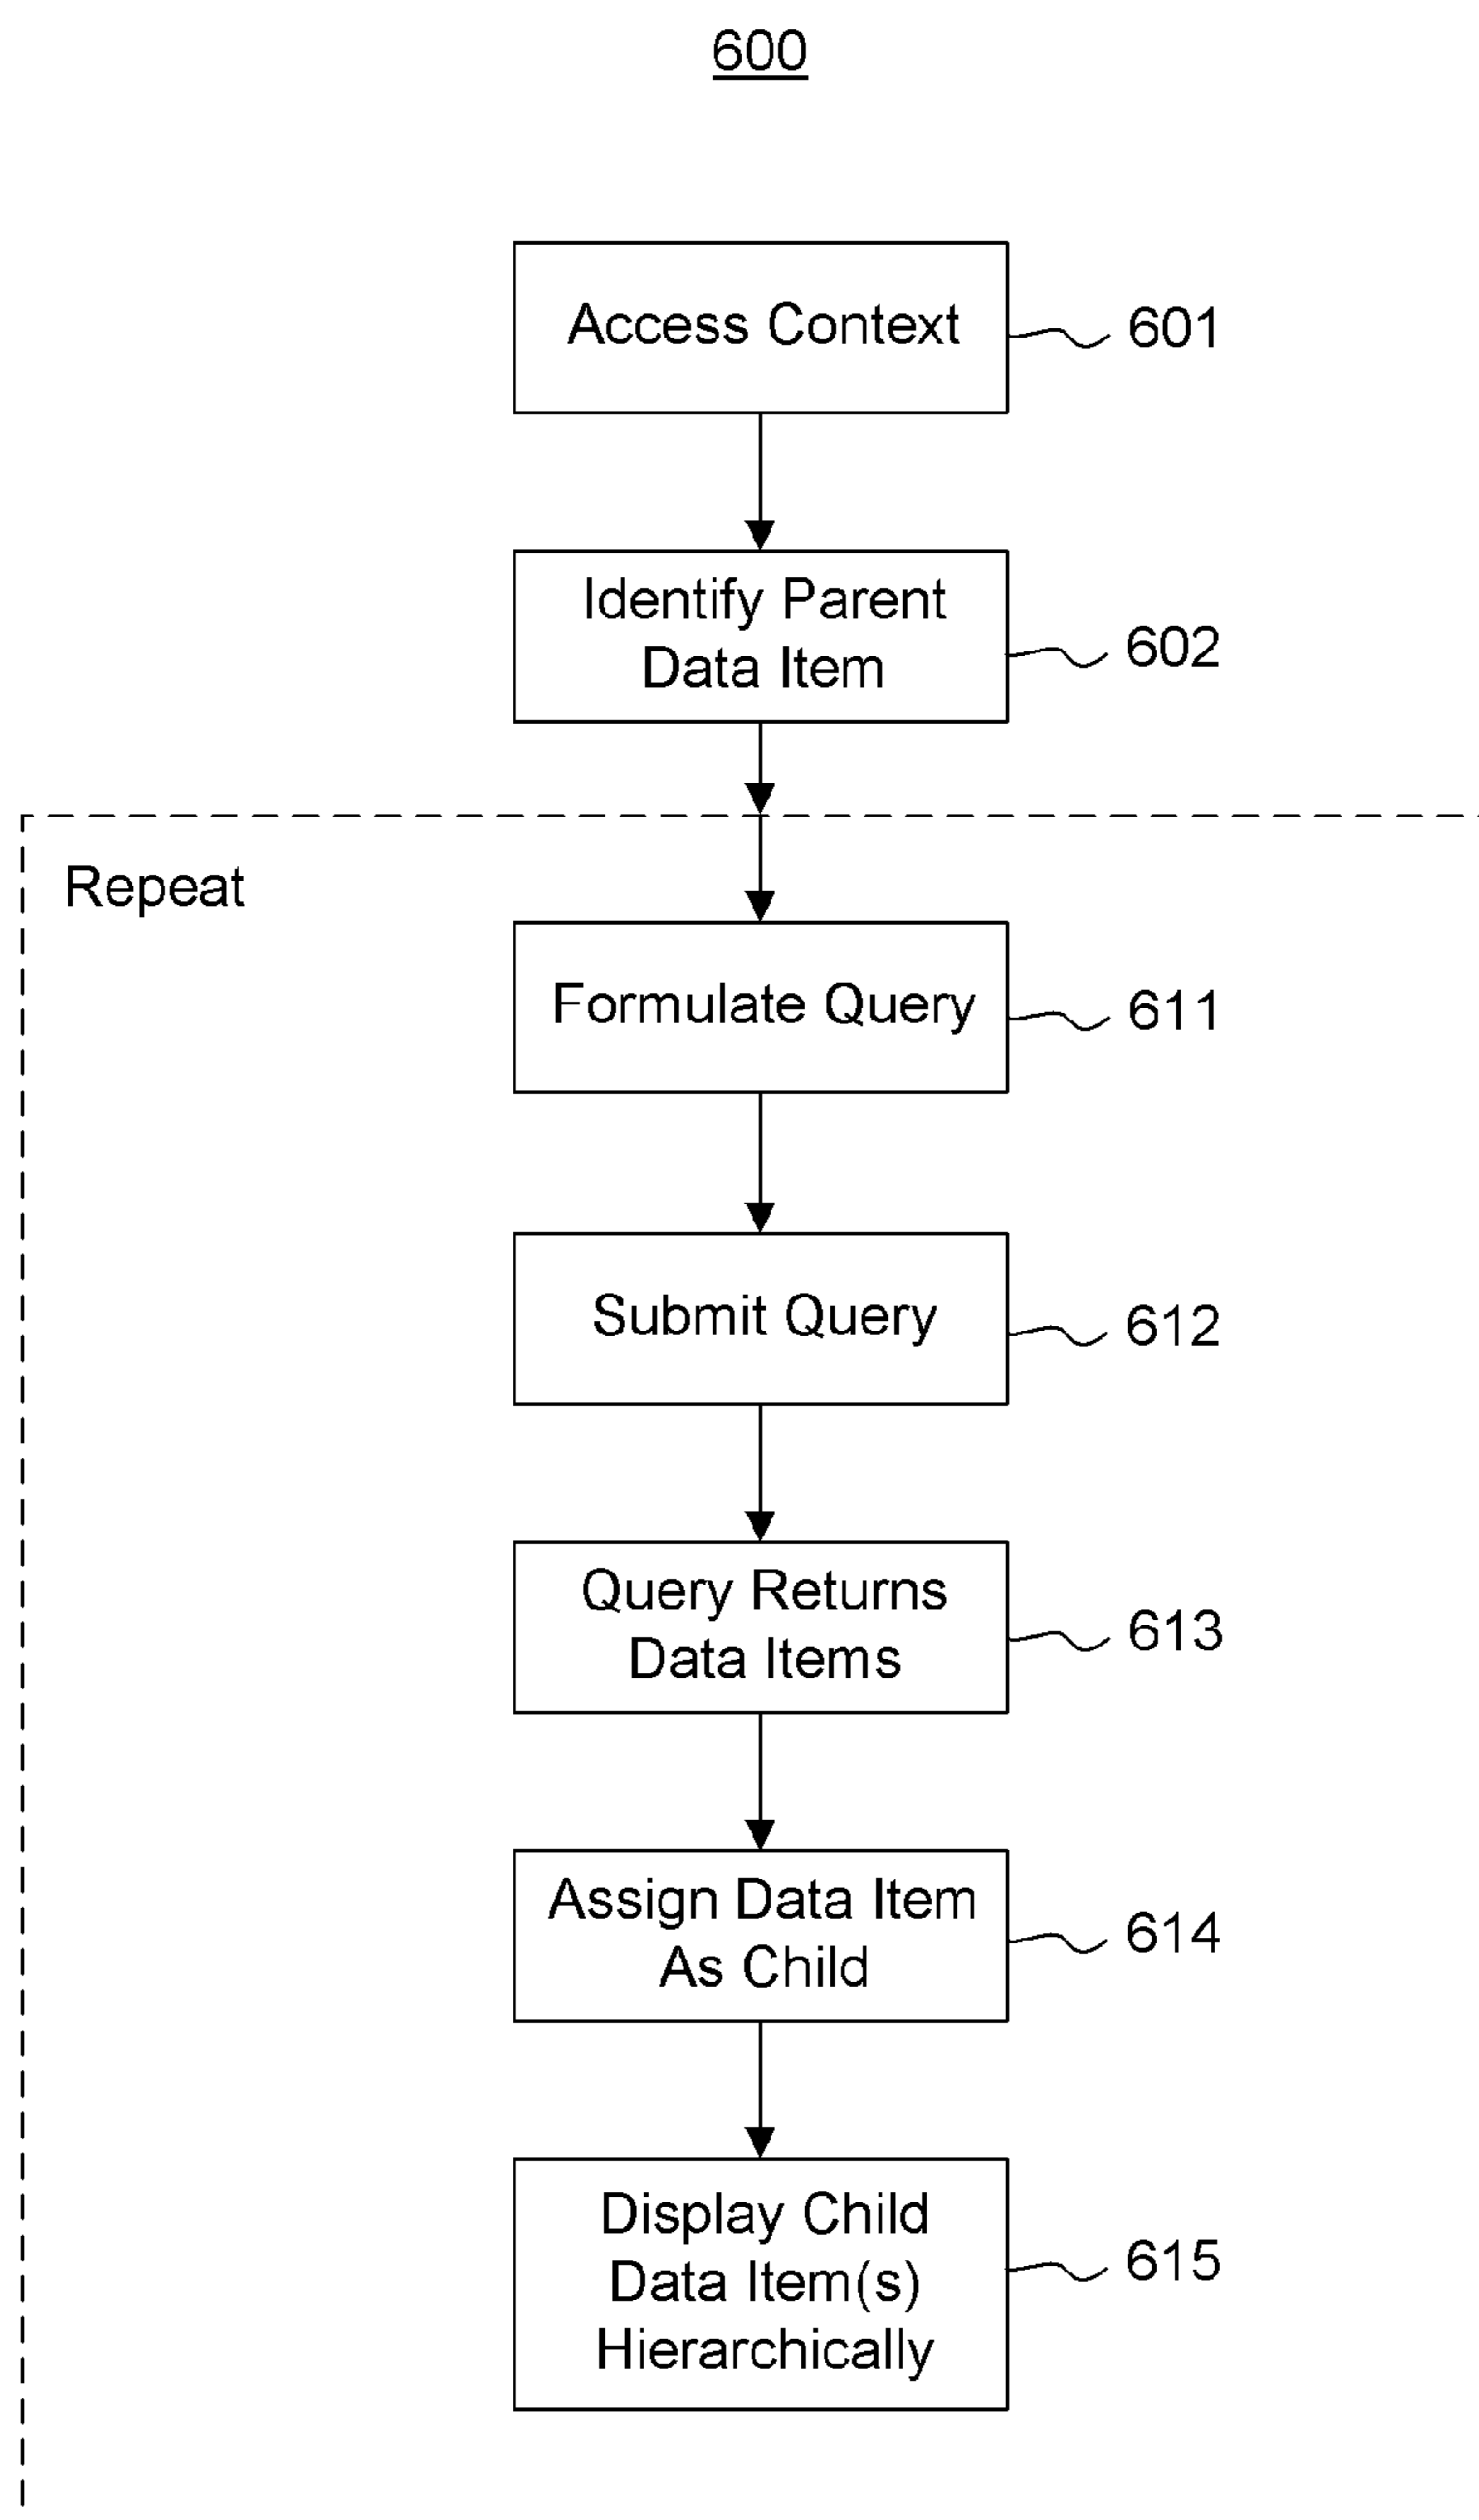 600
Access Context
601
Identify Parent
Data Item
602
Repeat
Formulate Query
611
Submit Query
612
Query Returns
Data Items
613
Assign Data Item
As Child
614
Display Child
Data Item(s)
Hierarchically
615